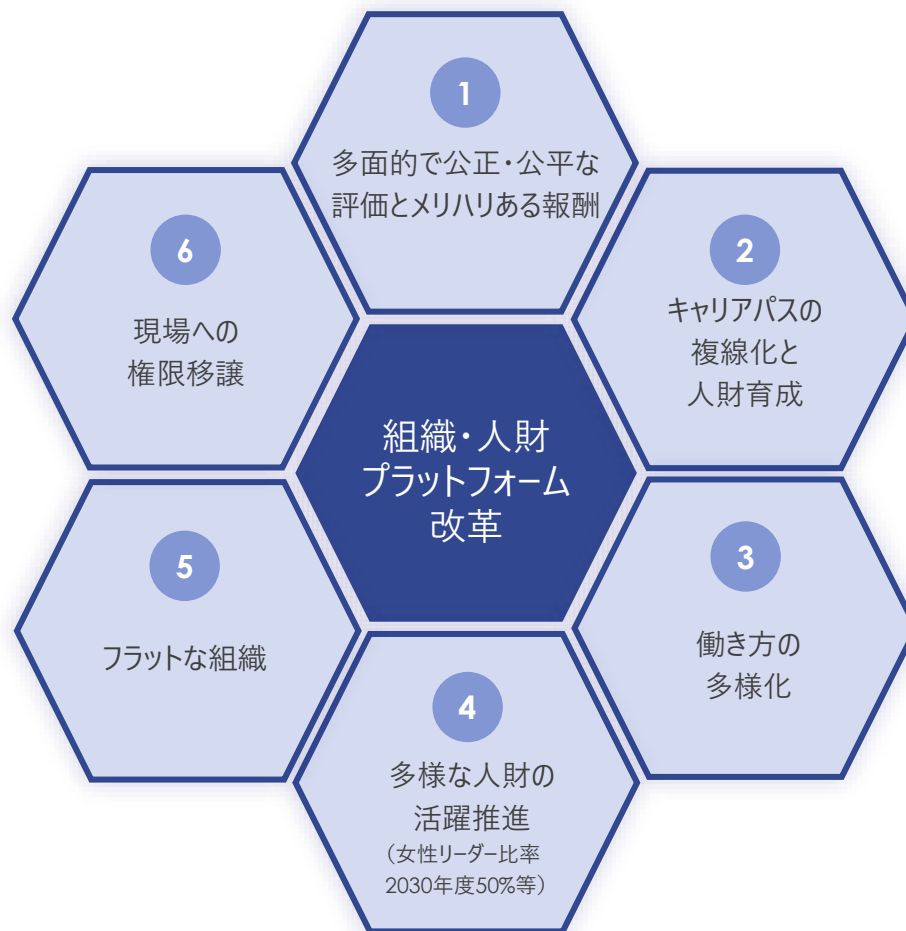 1
多面的で公正・公平な
評価とメリハリある報酬
2
キャリアパスの
複線化と
人財育成
3
働き方の
多様化
4
多様な人財の
活躍推進
（女性リーダー比率
2030年度50%等）
5
フラットな組織
6
現場への
権限移譲
組織・人財
プラットフォーム
改革